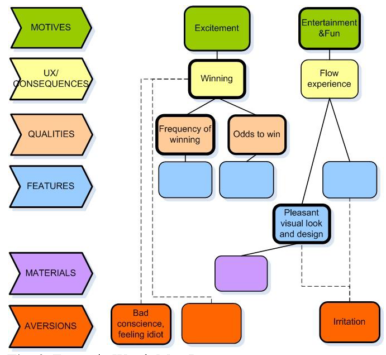 MOTIVES
Excitement
Entertainment
&Fun
UX/
CONSEQUENCES
Winning
Flow
experience
QUALITIES
Frequency of
winning
Odds to win
FEATURES
Pleasant
visual look
and design
MATERIALS
AVERSIONS
Bad
conscience,
feeling idiot
Irritation